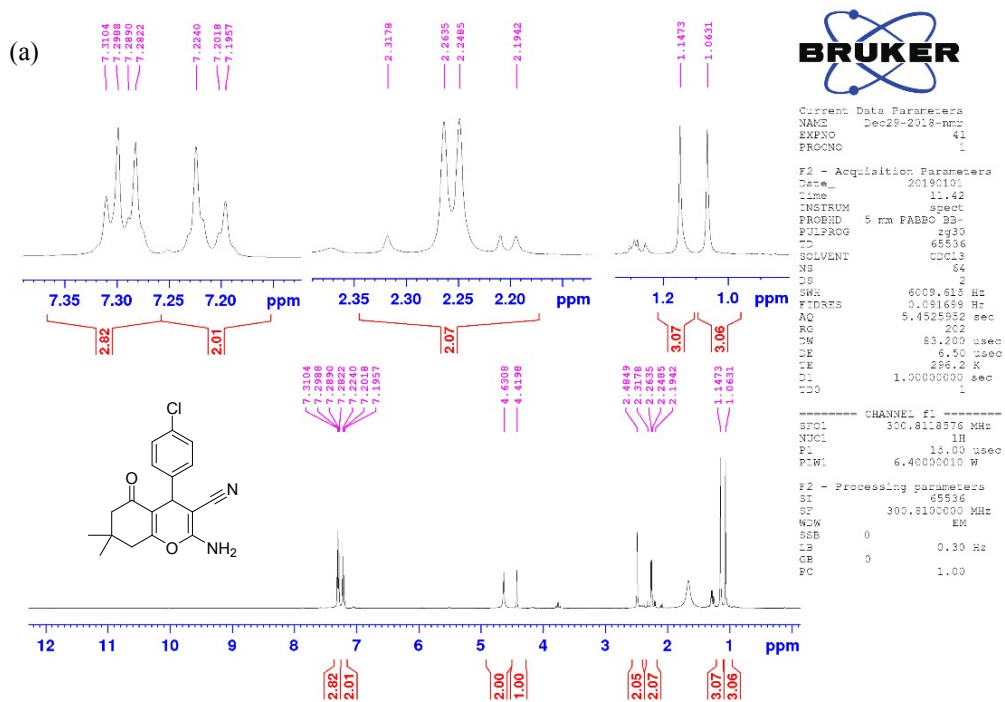 (a)
7.3104
7.2988
7.2890
7.2822
7.2240
7.2018
7.1957
2.3178
2.2635
2.2485
2.1942
1.1473
1.0631
7.35 7.30 7.25 7.20 ppm
2.35 2.30 2.25 2.20 ppm
1.2 1.0 ppm
2.82
2.01
2.07
3.07
3.06
7.3104
7.2988
7.2890
7.2822
7.2240
7.2018
7.1957
4.6308
4.4198
2.4849
2.3178
2.2635
2.2485
2.1942
1.1473
1.0631
Cl
O
N
O
NH2
12 11 10 9 8 7 6 5 4 3 2 1 ppm
2.82
2.01
2.00
1.00
2.05
2.07
3.07
3.06
BRUKER
Current Data Parameters
NAME Dec29-2018-nmr
EXPNO 41
PROCNO 1
F2 - Acquisition Parameters
Date_ 20190101
Time 11.42
INSTRUM spect
PROBHD 5 mm PABBO BB-
PULPROG zg30
TD 65536
SOLVENT CDCl3
NS 64
DS 2
SWH 6009.615 Hz
FIDRES 0.091699 Hz
AQ 5.4525952 sec
RG 202
DW 83.200 usec
DE 6.50 usec
TE 296.2 K
D1 1.00000000 sec
TD0 1
======== CHANNEL f1 ========
SFO1 300.8118576 MHz
NUC1 1H
P1 13.00 usec
PLW1 6.40000010 W
F2 - Processing parameters
SI 65536
SF 300.8100000 MHz
WDW EM
SSB 0
LB 0.30 Hz
GB 0
PC 1.00